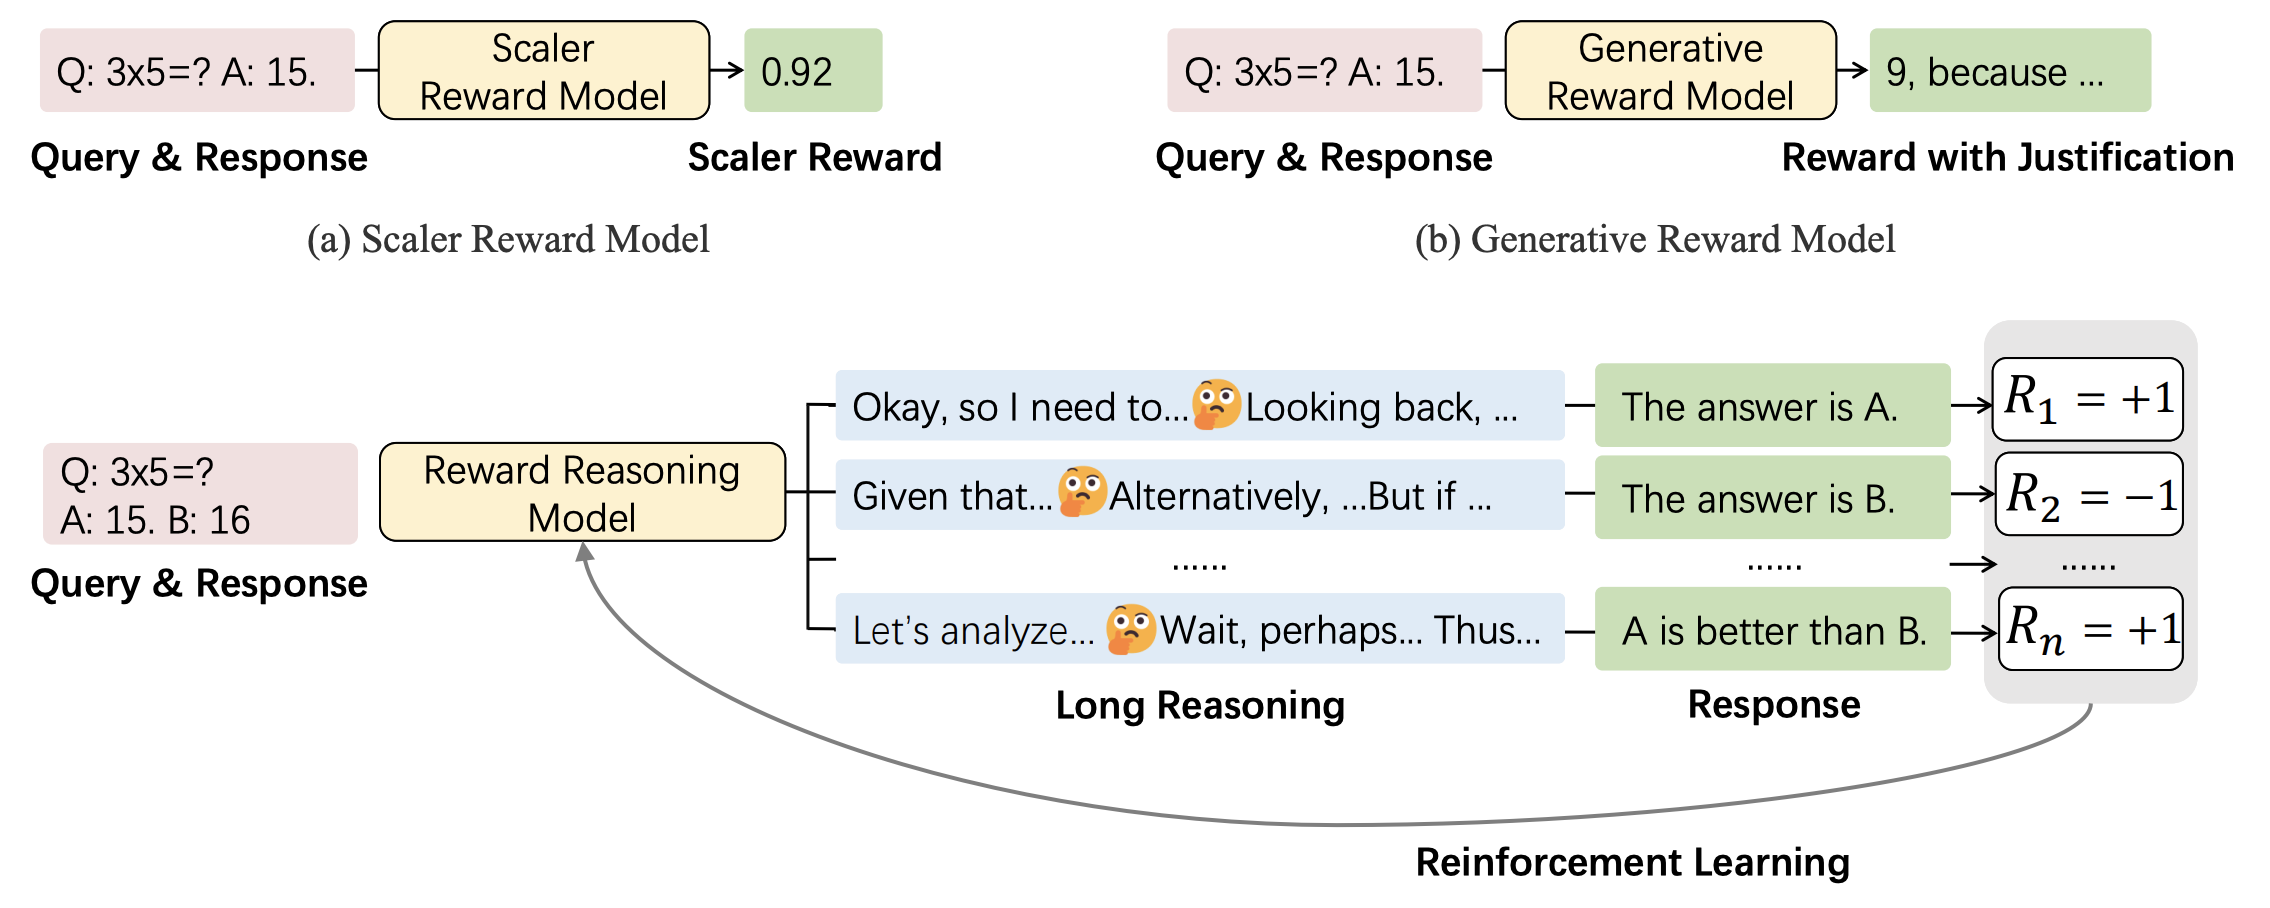 Q: 3x5=? A: 15.
Scaler
Reward Model
0.92
Query & Response
Scaler Reward
(a) Scaler Reward Model
Q: 3x5=? A: 15.
Generative
Reward Model
9, because ...
Query & Response
Reward with Justification
(b) Generative Reward Model
Q: 3x5=?
A: 15. B: 16
Query & Response
Reward Reasoning
Model
Okay, so I need to...🤔Looking back, ...
The answer is A.
R₁ = +1
Given that...🤔Alternatively, ...But if ...
The answer is B.
R₂ = −1
......
......
......
Let's analyze... 🤔Wait, perhaps... Thus...
A is better than B.
Rₙ = +1
Long Reasoning
Response
Reinforcement Learning